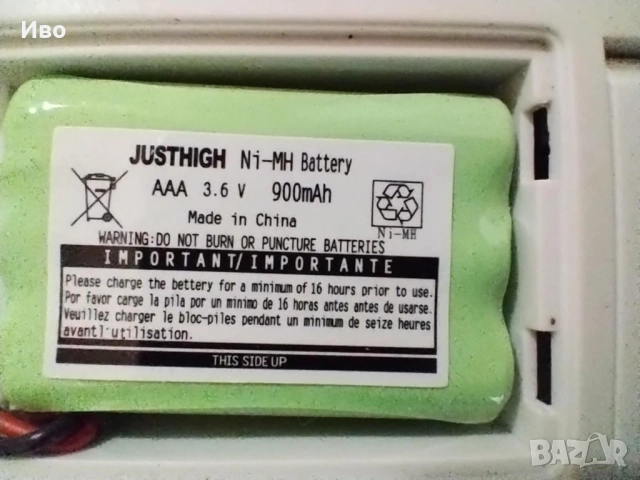 Иво
JUSTHIGH Ni-MH Battery
AAA 3.6 V 900mAh
Made in China
Ni-MH
WARNING:DO NOT BURN OR PUNCTURE BATTERIES
IMPORTANT/IMPORTANTE
Please charge the battery for a minimum of 16 hours prior to use.
Por favor carge la pila por un minimo de 16 horas antes antes de usarse.
Veuillez charger le bloc-piles pendant un minimum de seize heures
avant l'utilisation.
THIS SIDE UP
BAZAR